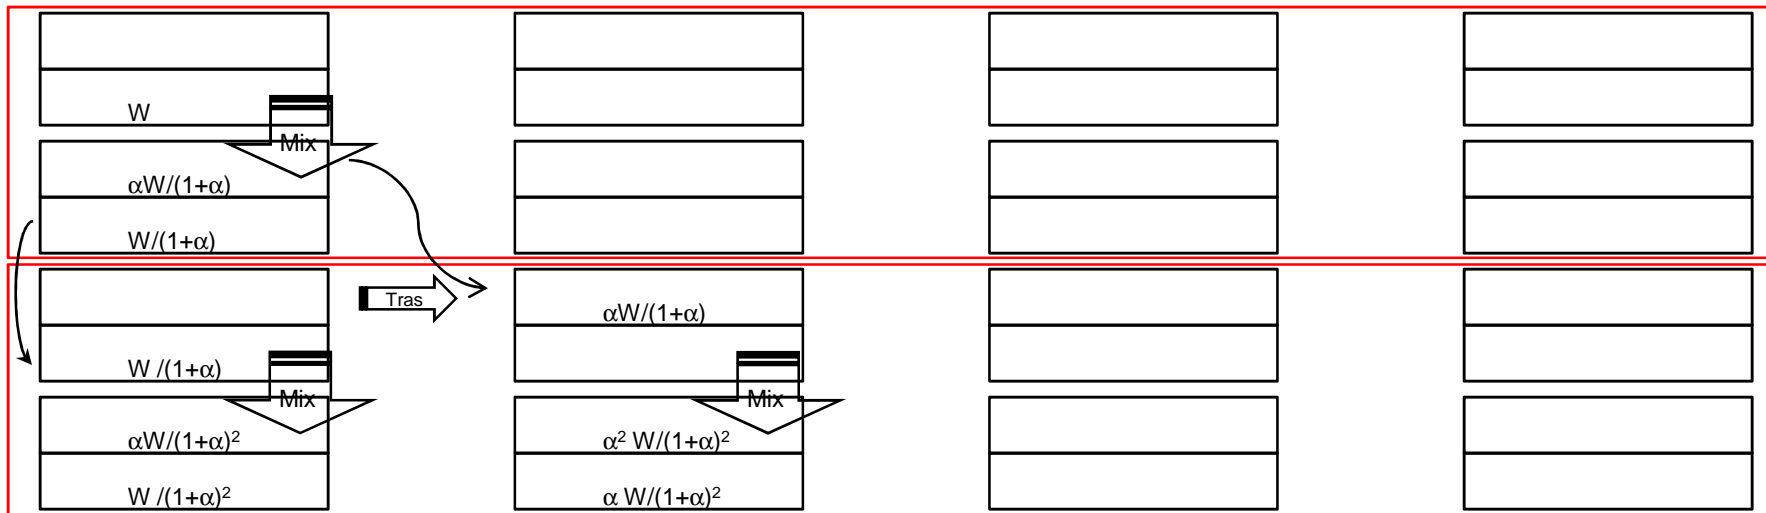 W
Mix
αW/(1+α)
W/(1+α)
Tras
αW/(1+α)
W /(1+α)
Mix
Mix
αW/(1+α)²
α² W/(1+α)²
W /(1+α)²
α W/(1+α)²